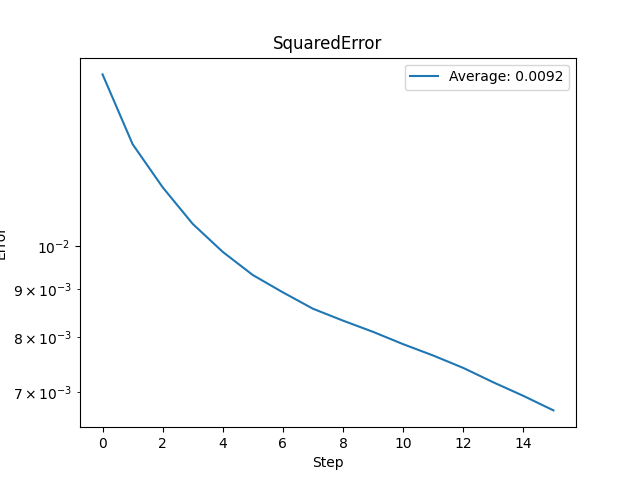 SquaredError
Average: 0.0092
Error
10⁻²
9 × 10⁻³
8 × 10⁻³
7 × 10⁻³
0 2 4 6 8 10 12 14
Step